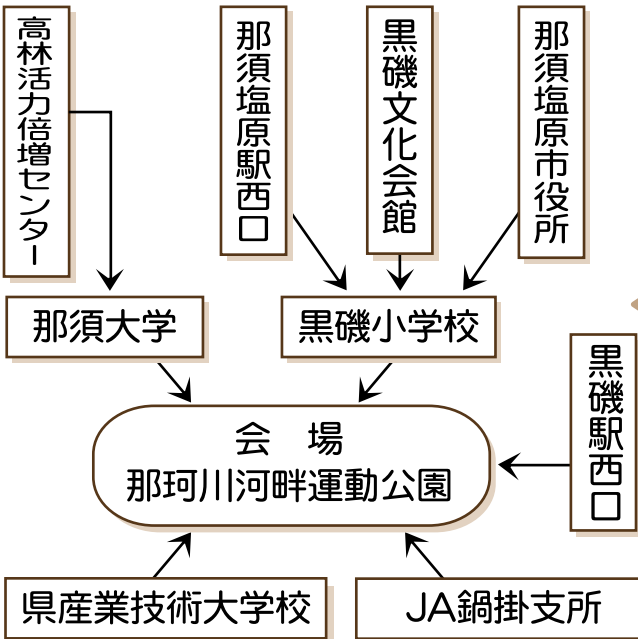 高林活力倍増センター
那須塩原駅西口
黒磯文化会館
那須塩原市役所
那須大学
黒磯小学校
黒磯駅西口
会　場
那珂川河畔運動公園
県産業技術大学校
JA鍋掛支所